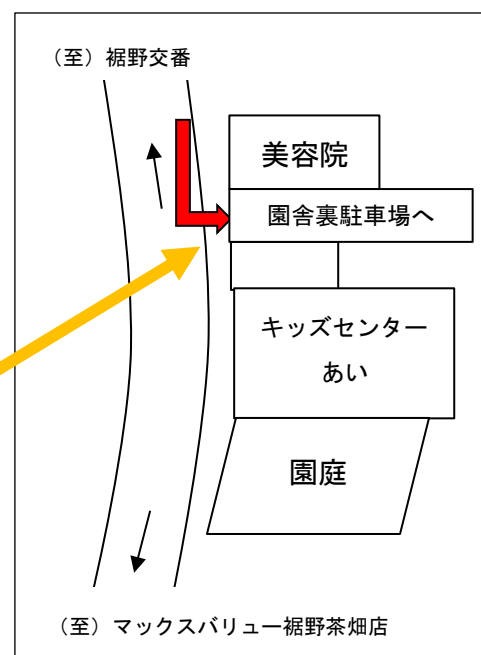 （至）裾野交番
美容院
園舎裏駐車場へ
キッズセンター
あい
園庭
（至）マックスバリュー裾野茶畑店